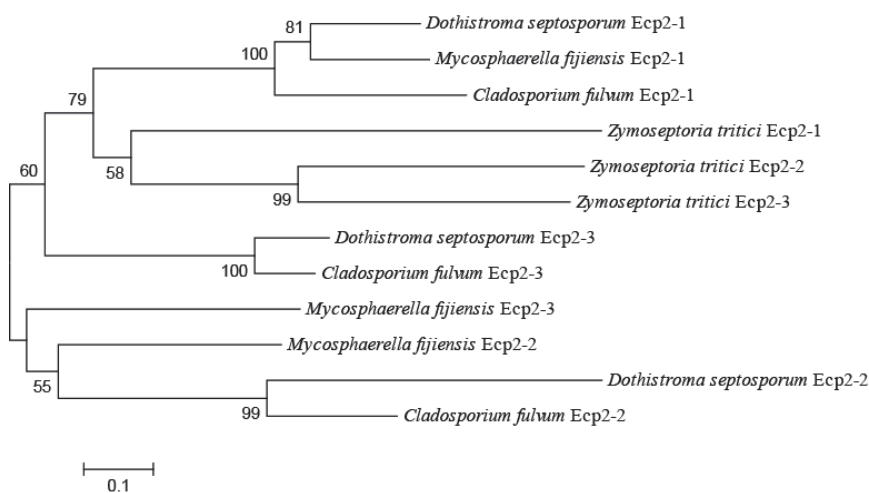 Dothistroma septosporum Ecp2-1
81
Mycosphaerella fijiensis Ecp2-1
100
Cladosporium fulvum Ecp2-1
79
Zymoseptoria tritici Ecp2-1
58
Zymoseptoria tritici Ecp2-2
60
99
Zymoseptoria tritici Ecp2-3
Dothistroma septosporum Ecp2-3
100
Cladosporium fulvum Ecp2-3
Mycosphaerella fijiensis Ecp2-3
Mycosphaerella fijiensis Ecp2-2
55
Dothistroma septosporum Ecp2-2
99
Cladosporium fulvum Ecp2-2
0.1